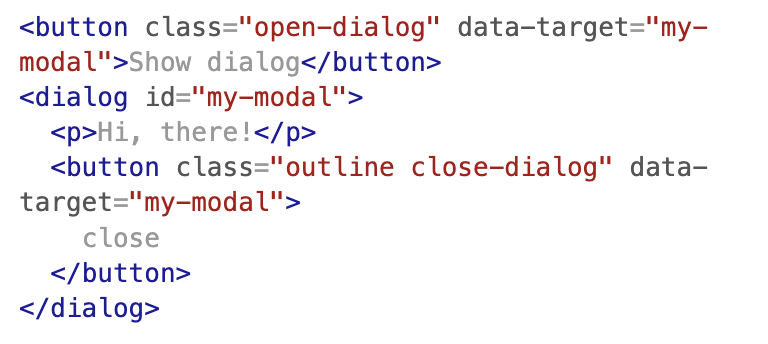 <button class="open-dialog" data-target="my-
modal">Show dialog</button>
<dialog id="my-modal">
  <p>Hi, there!</p>
  <button class="outline close-dialog" data-
target="my-modal">
    close
  </button>
</dialog>